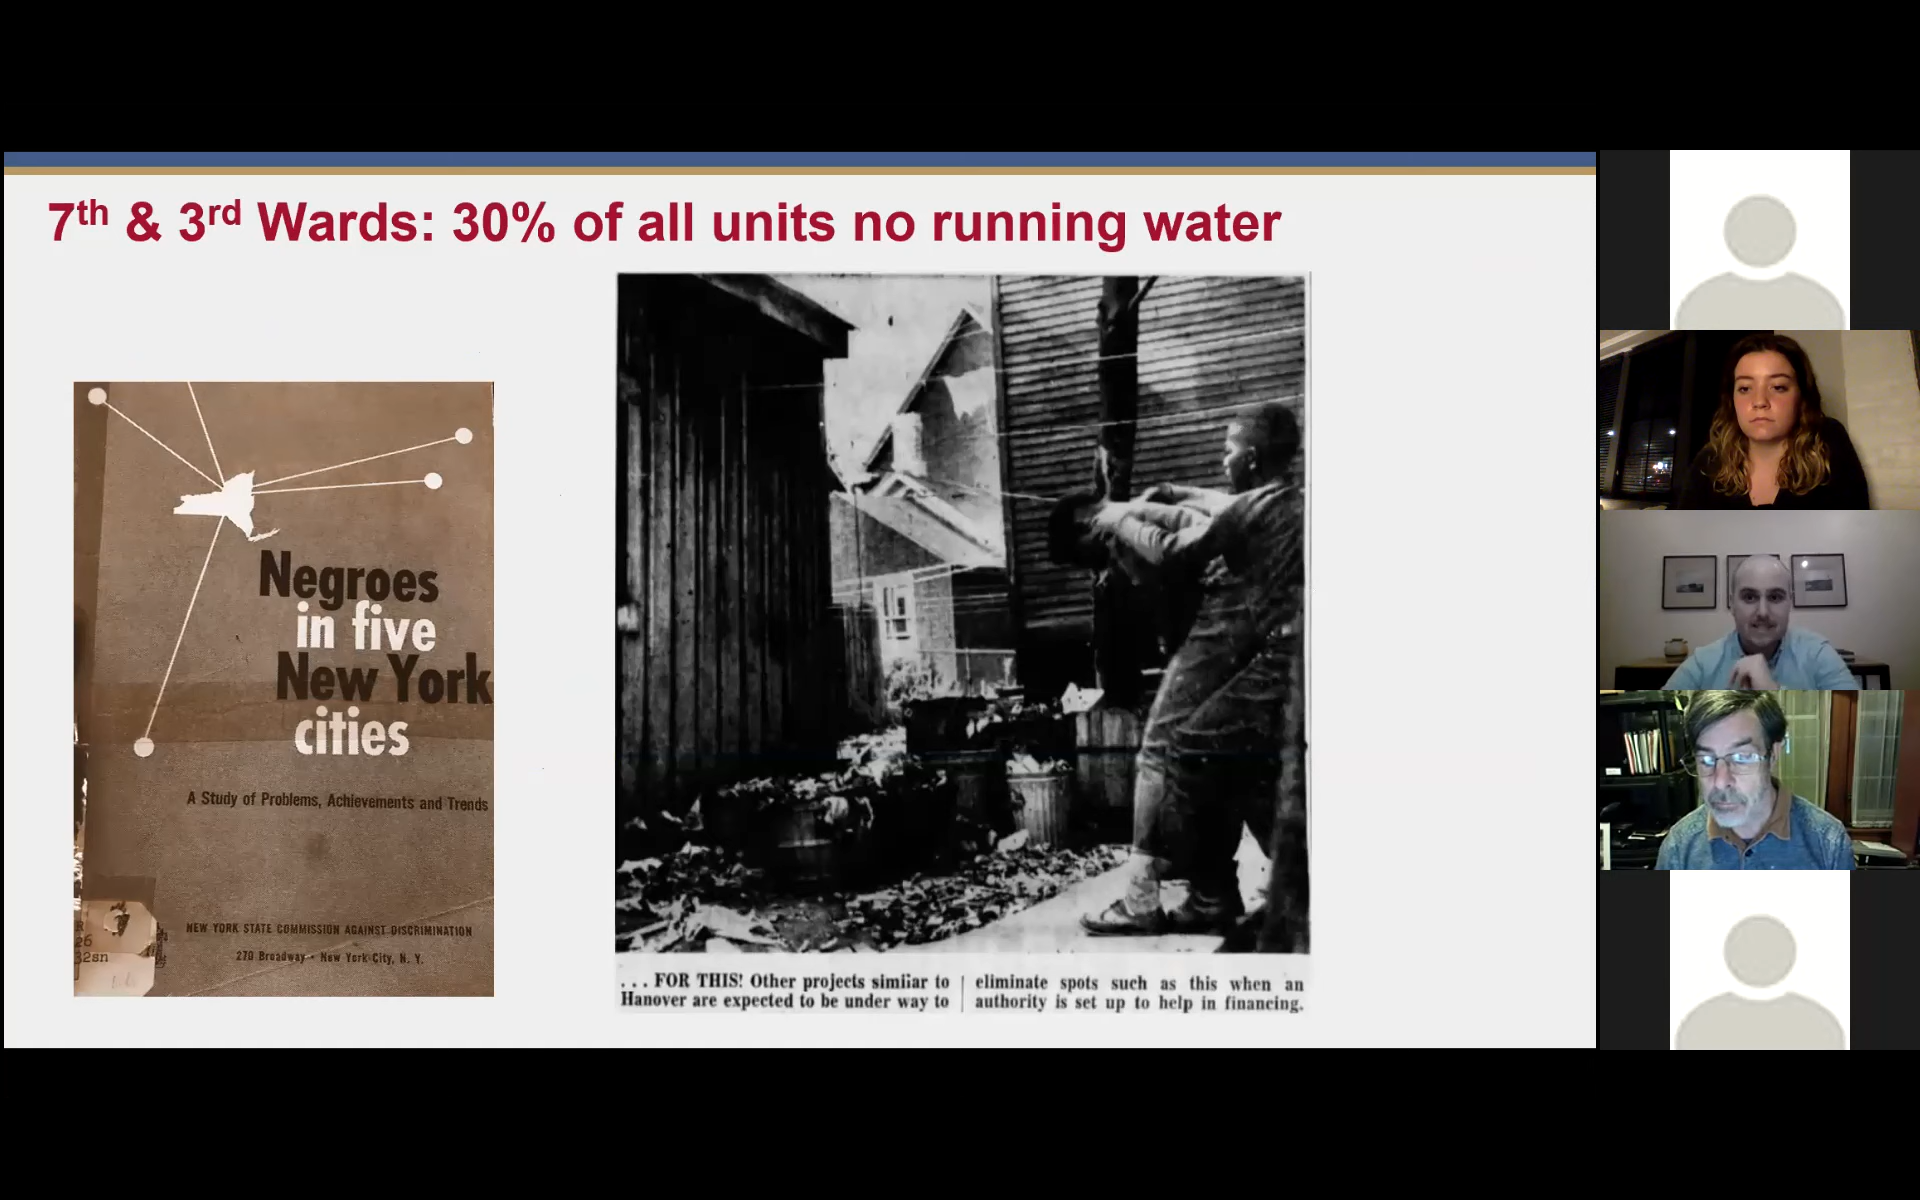 7th & 3rd Wards: 30% of all units no running water
Negroes
in five
New York
cities
A Study of Problems, Achievements and Trends
NEW YORK STATE COMMISSION AGAINST DISCRIMINATION
270 Broadway • New York City, N. Y.
R
26
32sn
. . . FOR THIS! Other projects similar to
Hanover are expected to be under way to
eliminate spots such as this when an
authority is set up to help in financing.